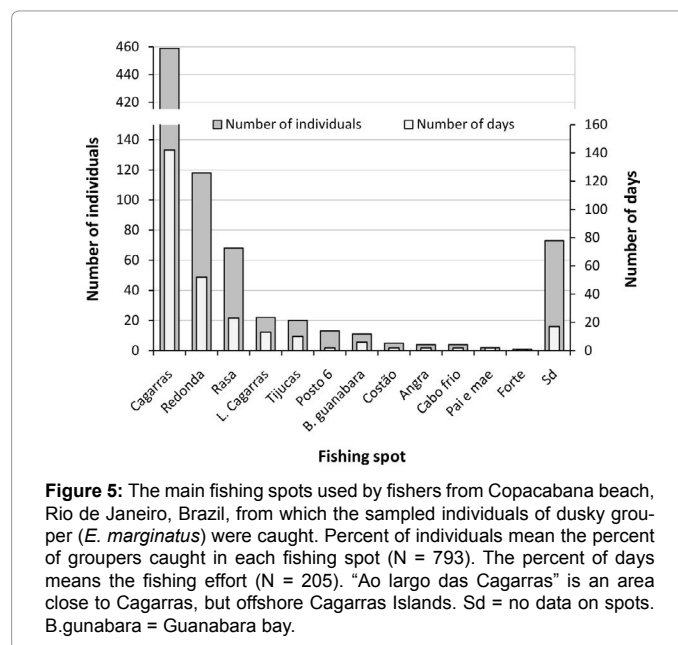 460
440
420
140
120
100
80
60
40
20
0
Number of individuals
Number of individuals
Number of days
160
140
120
100
80
60
40
20
0
Number of days
Cagarras
Redonda
Rasa
L. Cagarras
Tijucas
Posto 6
B. guanabara
Costão
Angra
Cabo frio
Pai e mae
Forte
Sd
Fishing spot
Figure 5: The main fishing spots used by fishers from Copacabana beach,
Rio de Janeiro, Brazil, from which the sampled individuals of dusky grou-
per (E. marginatus) were caught. Percent of individuals mean the percent
of groupers caught in each fishing spot (N = 793). The percent of days
means the fishing effort (N = 205). “Ao largo das Cagarras” is an area
close to Cagarras, but offshore Cagarras Islands. Sd = no data on spots.
B.gunabara = Guanabara bay.